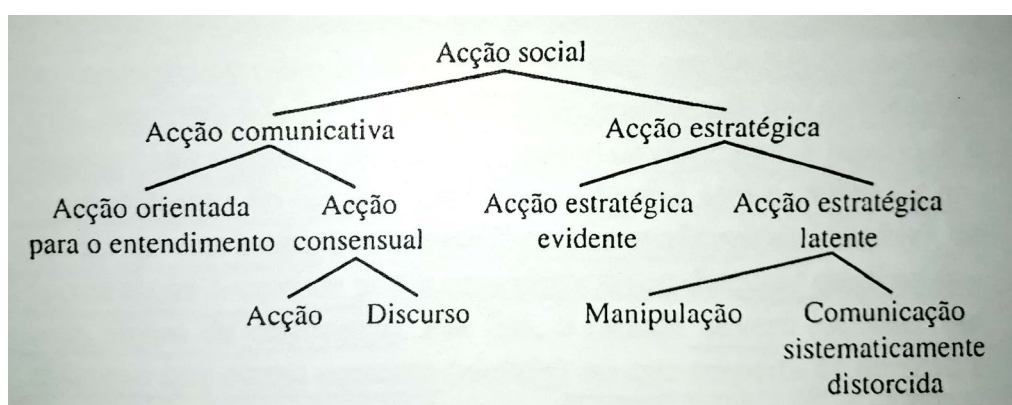 Acção social
Acção comunicativa
Acção estratégica
Acção orientada
para o entendimento
Acção
consensual
Acção estratégica
evidente
Acção estratégica
latente
Acção
Discurso
Manipulação
Comunicação
sistematicamente
distorcida